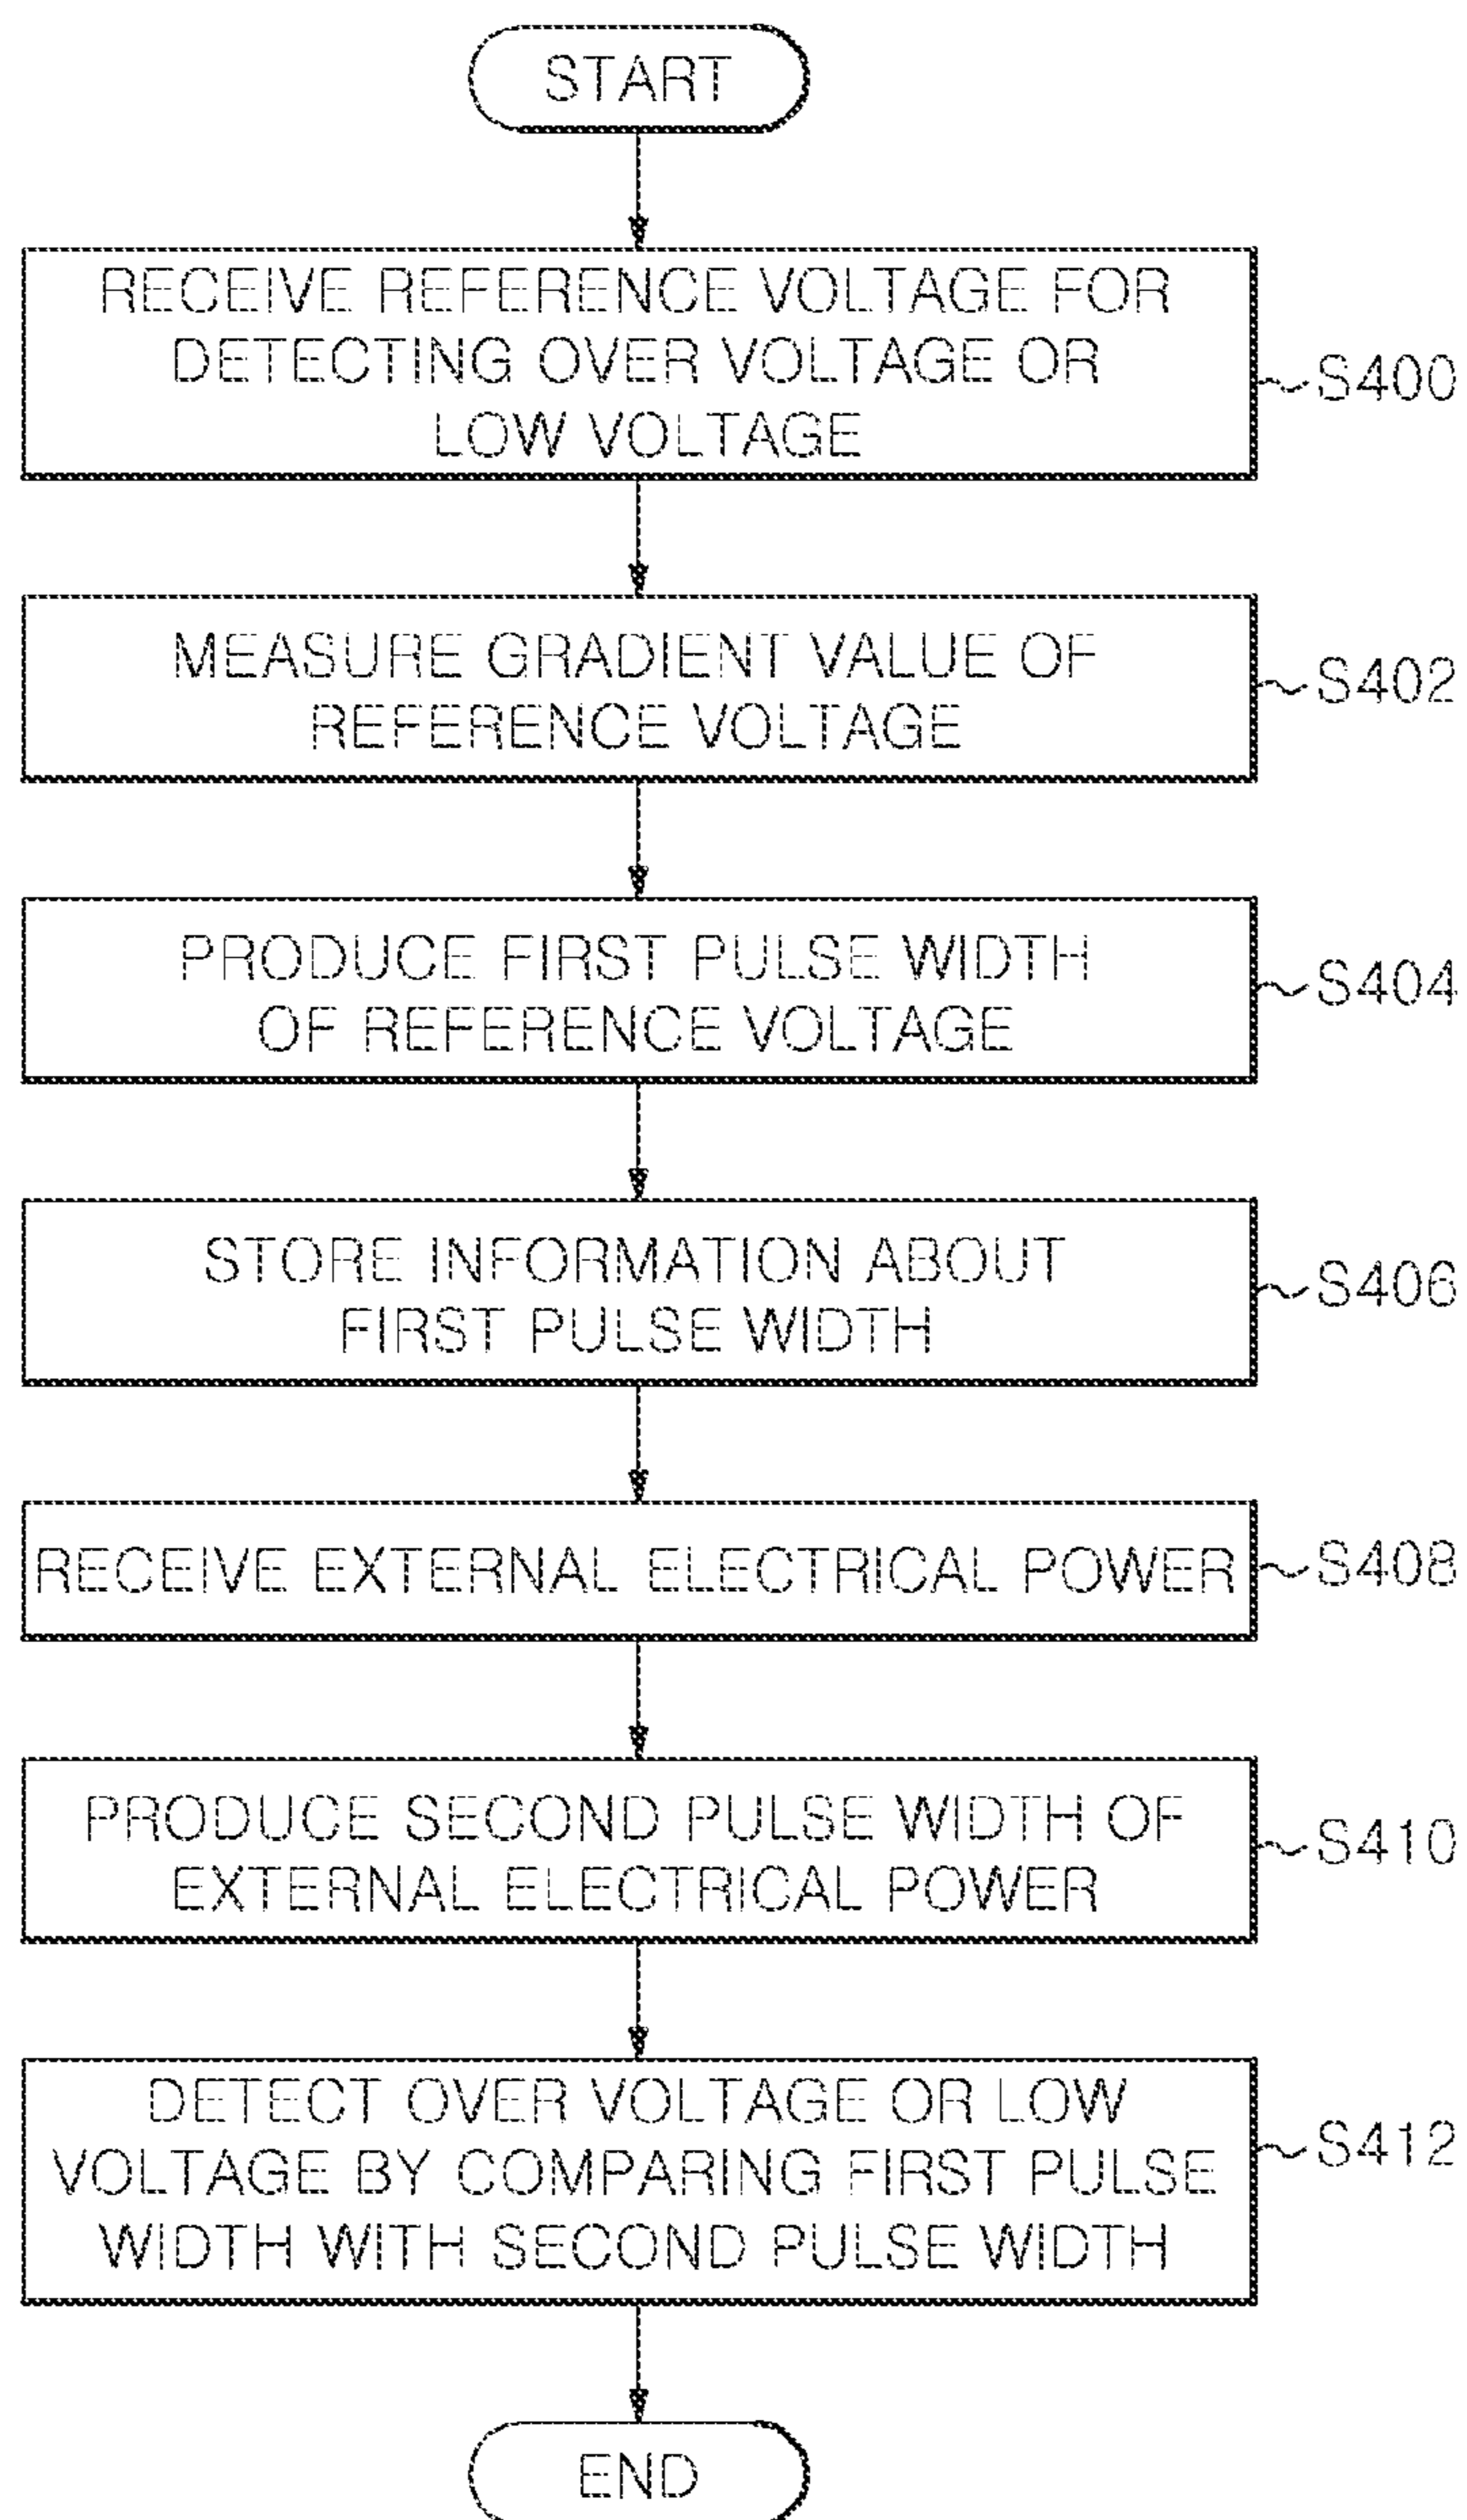 START
RECEIVE REFERENCE VOLTAGE FOR
DETECTING OVER VOLTAGE OR
LOW VOLTAGE
S400
MEASURE GRADIENT VALUE OF
REFERENCE VOLTAGE
S402
PRODUCE FIRST PULSE WIDTH
OF REFERENCE VOLTAGE
S404
STORE INFORMATION ABOUT
FIRST PULSE WIDTH
S406
RECEIVE EXTERNAL ELECTRICAL POWER
S408
PRODUCE SECOND PULSE WIDTH OF
EXTERNAL ELECTRICAL POWER
S410
DETECT OVER VOLTAGE OR LOW
VOLTAGE BY COMPARING FIRST PULSE
WIDTH WITH SECOND PULSE WIDTH
S412
END